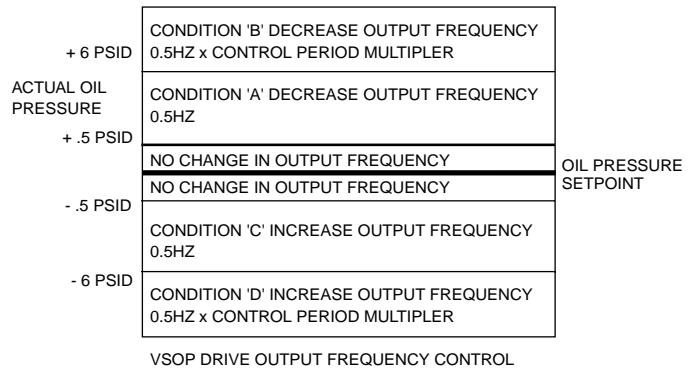 CONDITION 'B' DECREASE OUTPUT FREQUENCY
0.5HZ x CONTROL PERIOD MULTIPLER
+ 6 PSID
ACTUAL OIL
PRESSURE
CONDITION 'A' DECREASE OUTPUT FREQUENCY
0.5HZ
+ .5 PSID
NO CHANGE IN OUTPUT FREQUENCY
OIL PRESSURE
SETPOINT
NO CHANGE IN OUTPUT FREQUENCY
- .5 PSID
CONDITION 'C' INCREASE OUTPUT FREQUENCY
0.5HZ
- 6 PSID
CONDITION 'D' INCREASE OUTPUT FREQUENCY
0.5HZ x CONTROL PERIOD MULTIPLER
VSOP DRIVE OUTPUT FREQUENCY CONTROL